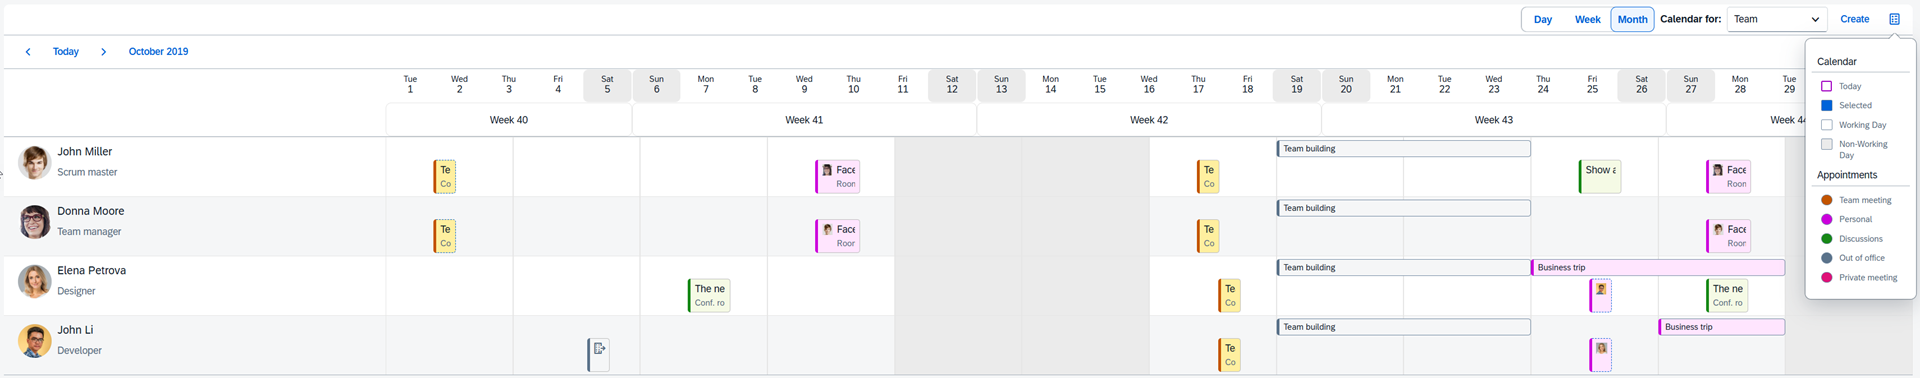 Day Week Month Calendar for: Team Create
Today October 2019
Tue Wed Thu Fri Sat Sun Mon Tue Wed Thu Fri Sat Sun Mon Tue Wed Thu Fri Sat Sun Mon Tue Wed Thu Fri Sat Sun Mon Tue
1 2 3 4 5 6 7 8 9 10 11 12 13 14 15 16 17 18 19 20 21 22 23 24 25 26 27 28 29
Week 40 Week 41 Week 42 Week 43 Week 44
John Miller
Scrum master
Team building
Te Face Te Show a Face
Co Roon Co Roon
Donna Moore
Team manager
Team building
Te Face Te Face
Co Roon Co Roon
Elena Petrova
Designer
Team building Business trip
The ne Te The ne
Conf. ro Co Conf. ro
John Li
Developer
Team building Business trip
Te
Co
Calendar
Today
Selected
Working Day
Non-Working
Day
Appointments
Team meeting
Personal
Discussions
Out of office
Private meeting